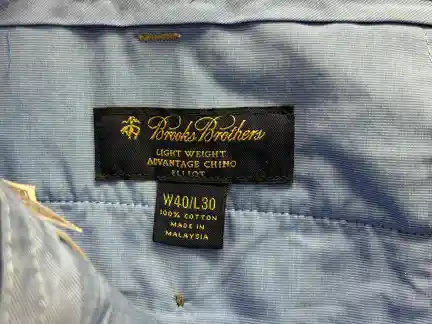 Brooks Brothers
LIGHT WEIGHT
ADVANTAGE CHINO
ELLIOT
W40/L30
100% COTTON
MADE IN
MALAYSIA